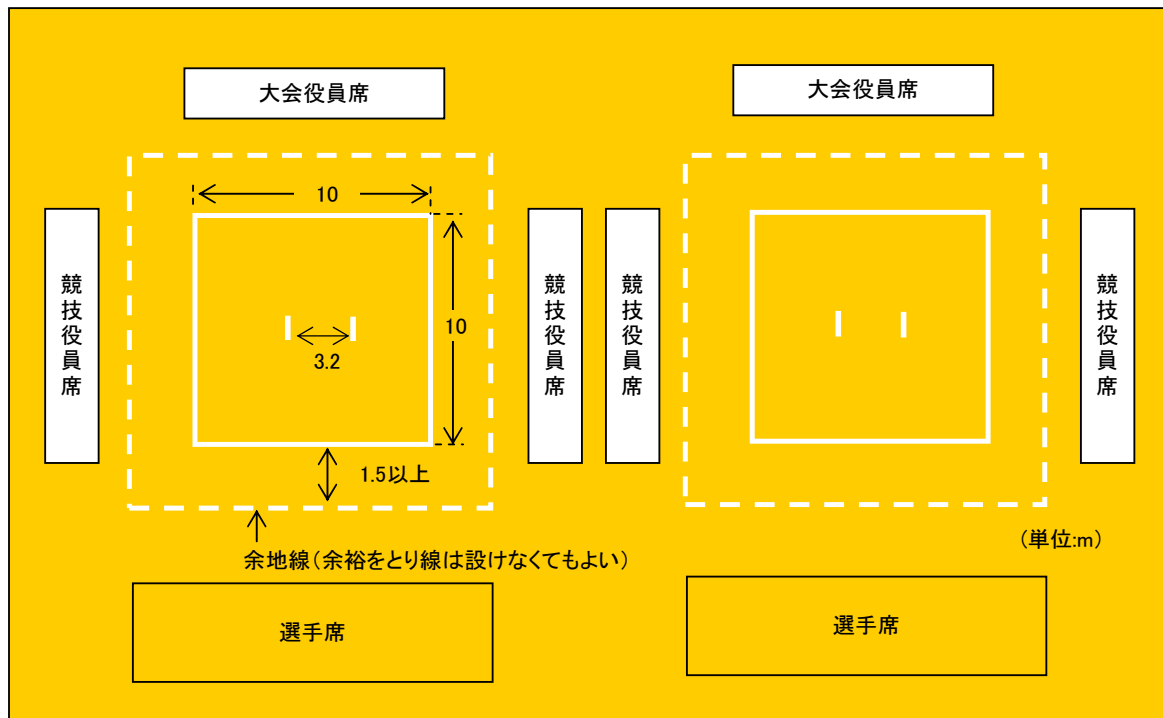 大会役員席
大会役員席
10
競技役員席
10
3.2
競技役員席
競技役員席
競技役員席
1.5以上
余地線(余裕をとり線は設けなくてもよい)
(単位:m)
選手席
選手席